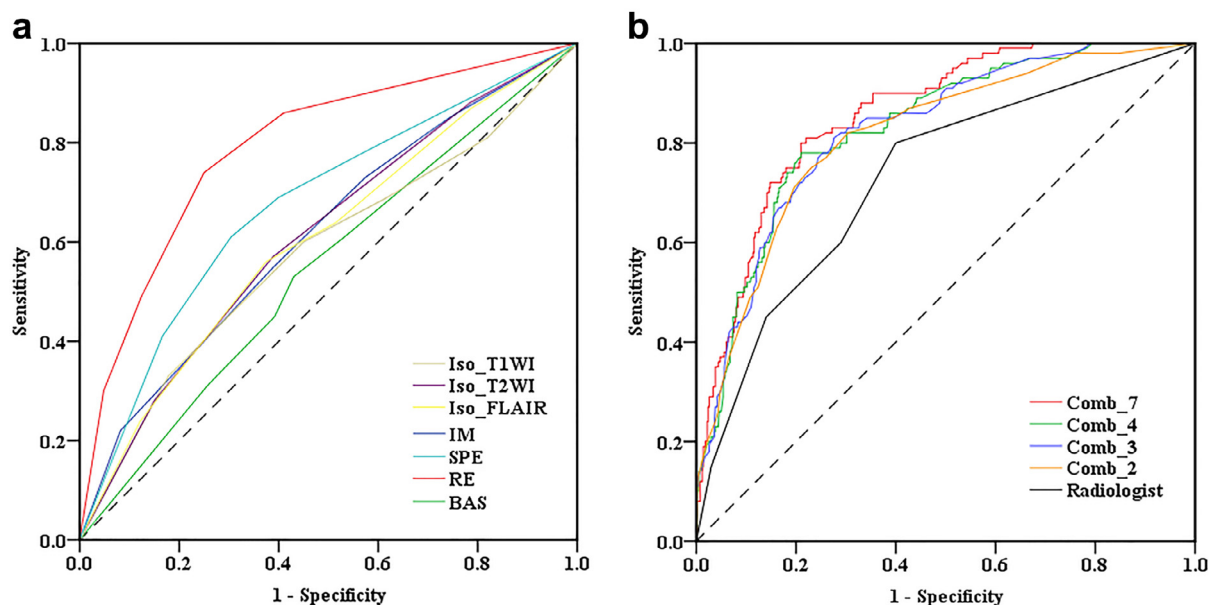 a
1.0
0.8
0.6
0.4
0.2
0.0
Sensitivity
Iso_T1WI
Iso_T2WI
Iso_FLAIR
IM
SPE
RE
BAS
0.0 0.2 0.4 0.6 0.8 1.0
1 - Specificity
b
1.0
0.8
0.6
0.4
0.2
0.0
Sensitivity
Comb_7
Comb_4
Comb_3
Comb_2
Radiologist
0.0 0.2 0.4 0.6 0.8 1.0
1 - Specificity